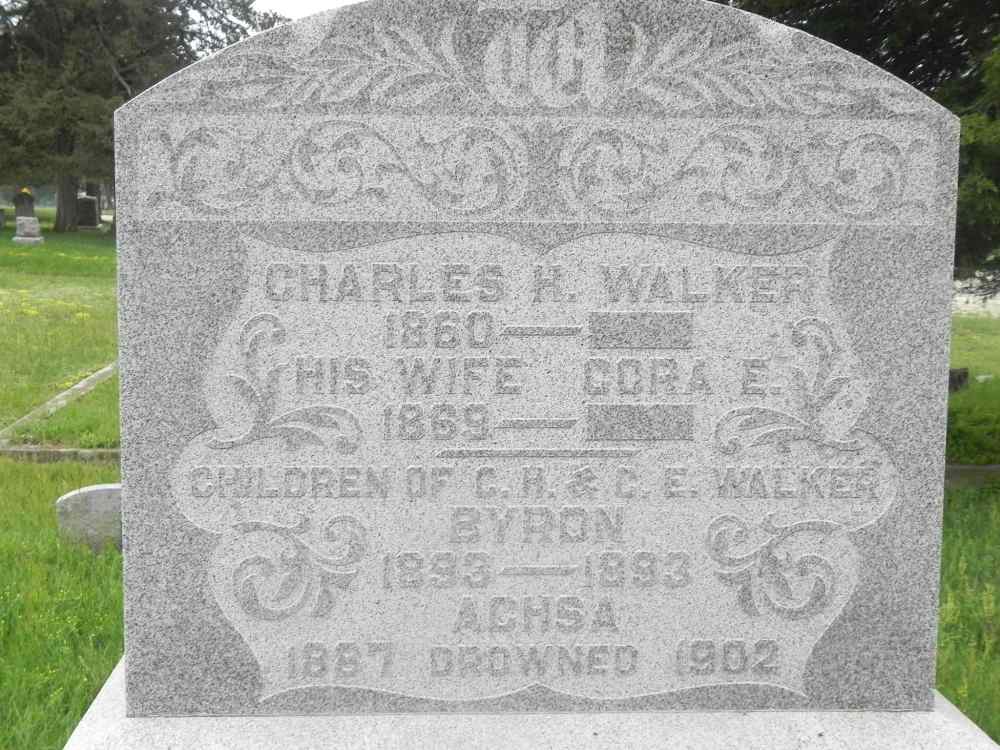 CHARLES H. WALKER
1860 —
HIS WIFE CORA E.
1869 —
CHILDREN OF C. H. & C. E. WALKER
BYRON
1893 — 1893
ACHSA
1887 DROWNED 1902